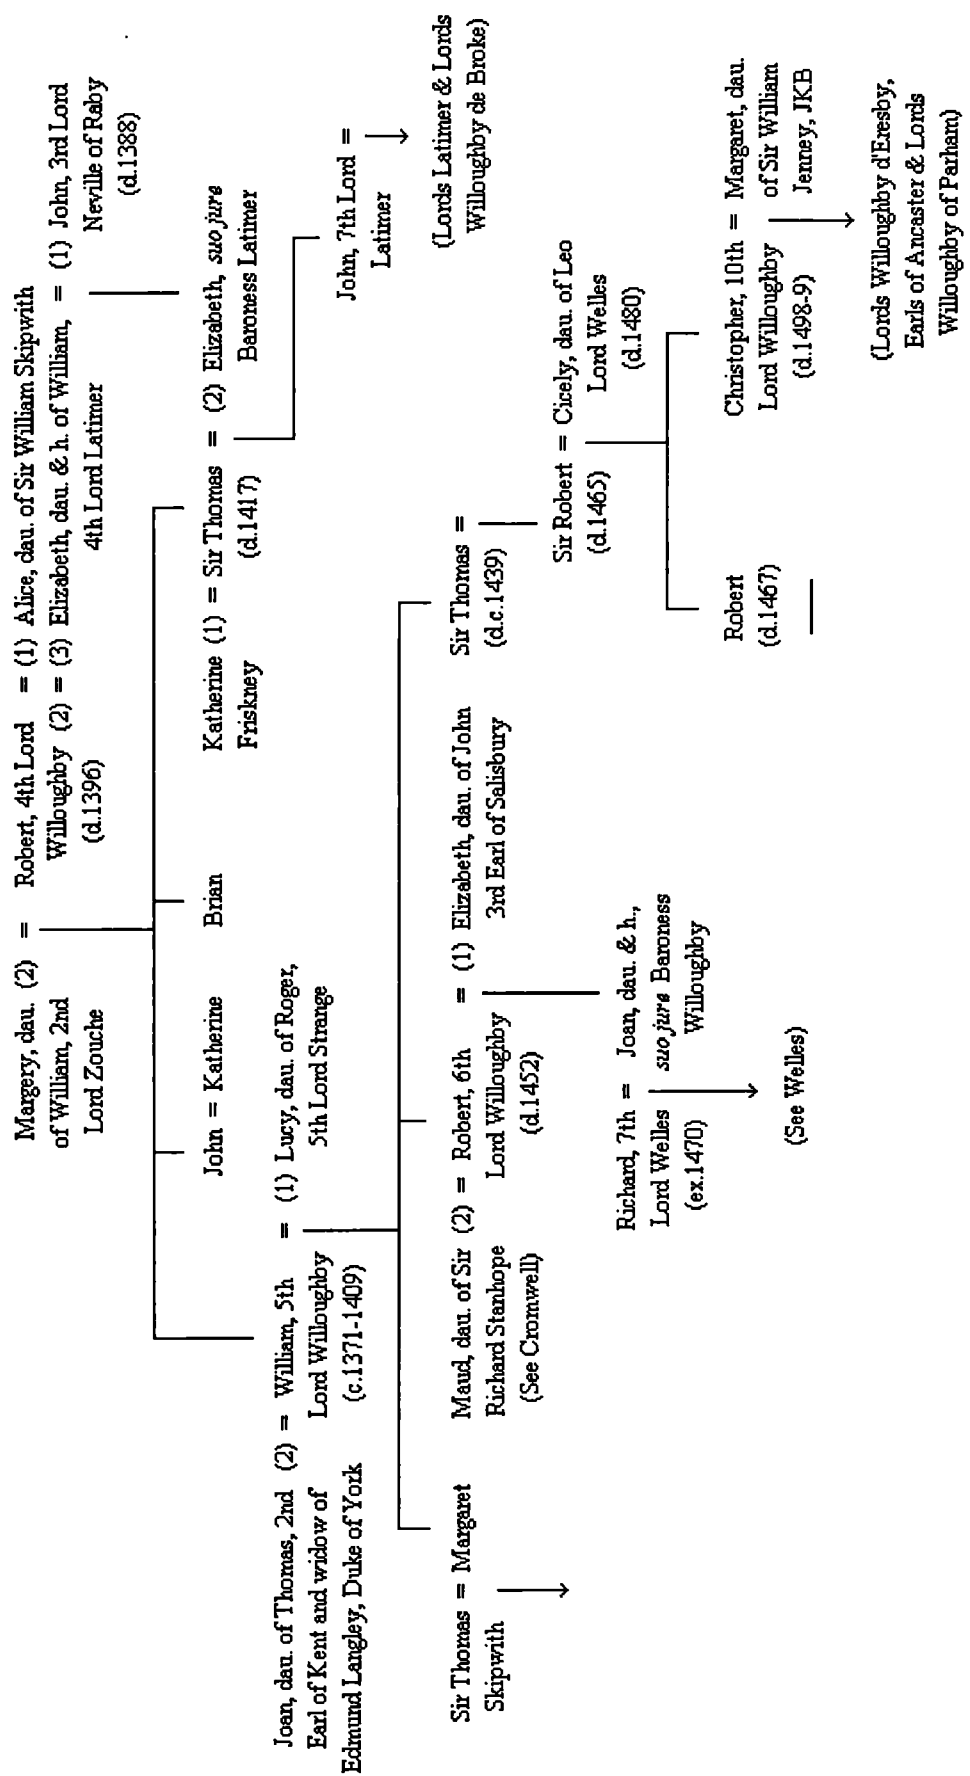 Margery, dau. (2) = Robert, 4th Lord = (1) Alice, dau. of Sir William Skipwith
of William, 2nd Willoughby (2) = (3) Elizabeth, dau. & h. of William, = (1) John, 3rd Lord
Lord Zouche (d.1396) 4th Lord Latimer Neville of Raby
(d.1388)
John = Katherine Brian Katherine (1) = Sir Thomas = (2) Elizabeth, suo jure
Friskney (d.1417) Baroness Latimer
Joan, dau. of Thomas, 2nd (2) = William, 5th = (1) Lucy, dau. of Roger,
Earl of Kent and widow of Lord Willoughby 5th Lord Strange
Edmund Langley, Duke of York (c.1371-1409)
John, 7th Lord =
Latimer
(Lords Latimer & Lords
Willoughby de Broke)
Sir Thomas = Margaret Maud, dau. of Sir (2) = Robert, 6th = (1) Elizabeth, dau. of John Sir Thomas =
Skipwith Richard Stanhope Lord Willoughby 3rd Earl of Salisbury (d.c.1439)
(See Cromwell) (d.1452)
Sir Robert = Cicely, dau. of Leo
(d.1465) Lord Welles
(d.1480)
Richard, 7th = Joan, dau. & h.,
Lord Welles suo jure Baroness
(ex.1470) Willoughby
(See Welles)
Robert Christopher, 10th = Margaret, dau.
(d.1467) Lord Willoughby of Sir William
(d.1498-9) Jenney, JKB
(Lords Willoughby d'Eresby,
Earls of Ancaster & Lords
Willoughby of Parham)